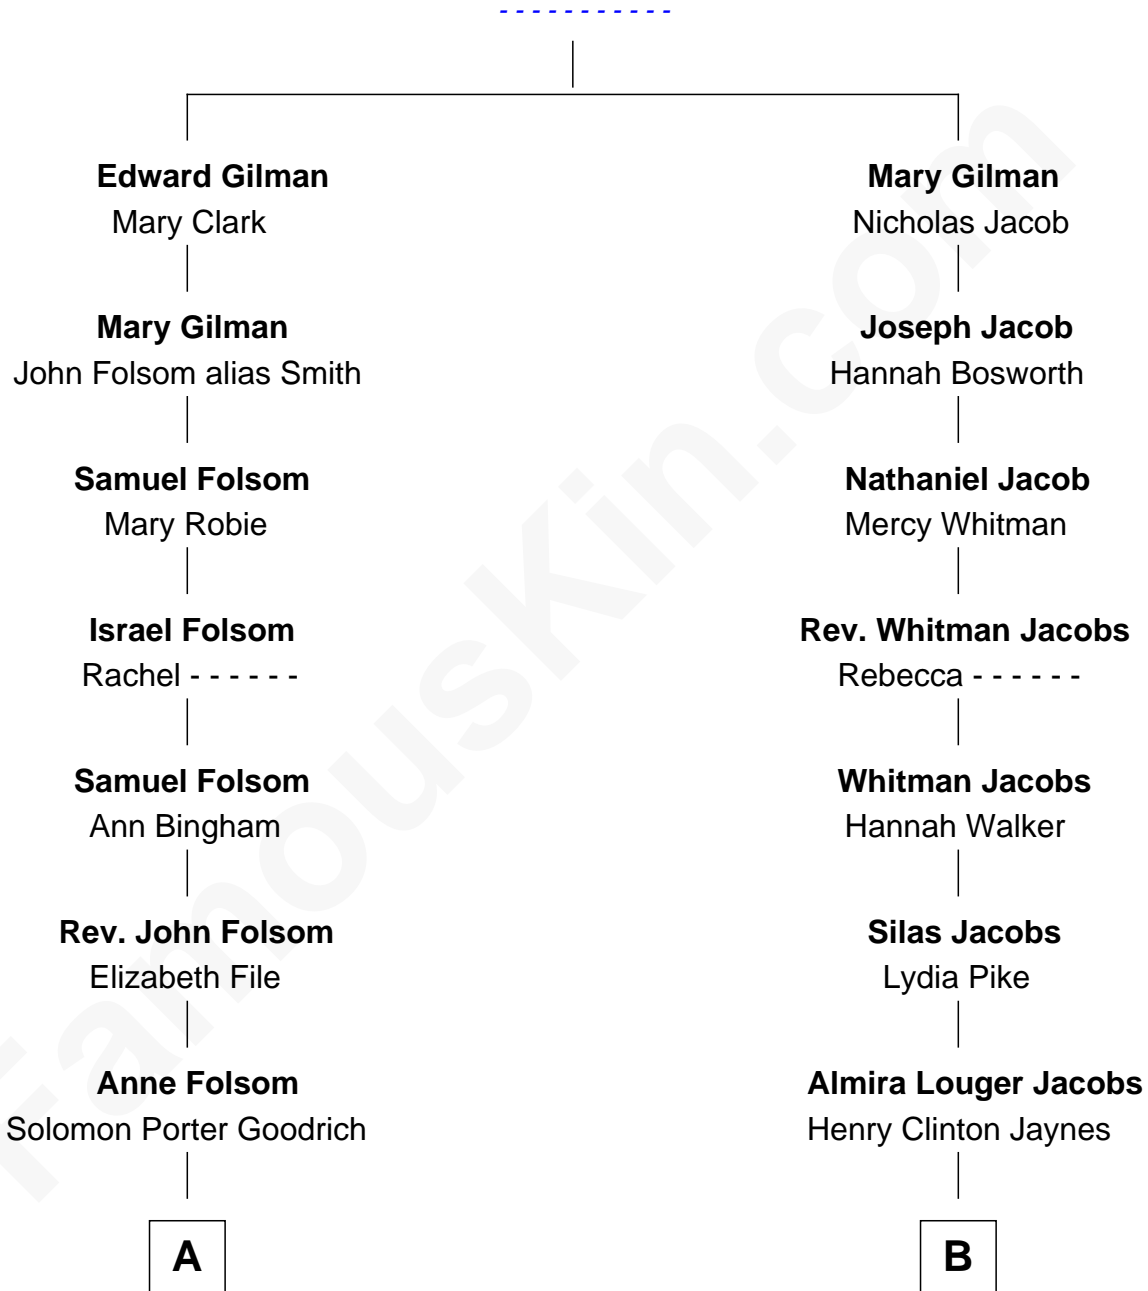 - - - - - - - - - - -
Edward Gilman
Mary Clark
Mary Gilman
John Folsom alias Smith
Samuel Folsom
Mary Robie
Israel Folsom
Rachel - - - - - -
Samuel Folsom
Ann Bingham
Rev. John Folsom
Elizabeth File
Anne Folsom
Solomon Porter Goodrich
A
Mary Gilman
Nicholas Jacob
Joseph Jacob
Hannah Bosworth
Nathaniel Jacob
Mercy Whitman
Rev. Whitman Jacobs
Rebecca - - - - - -
Whitman Jacobs
Hannah Walker
Silas Jacobs
Lydia Pike
Almira Louger Jacobs
Henry Clinton Jaynes
B
FamousKin.com